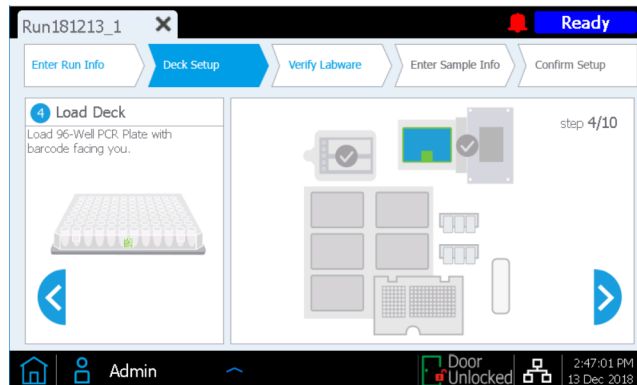 Run181213_1
Ready
Enter Run Info
Deck Setup
Verify Labware
Enter Sample Info
Confirm Setup
4 Load Deck
Load 96-Well PCR Plate with
barcode facing you.
step 4/10
Admin
Door
Unlocked
2:47:01 PM
13 Dec 2018